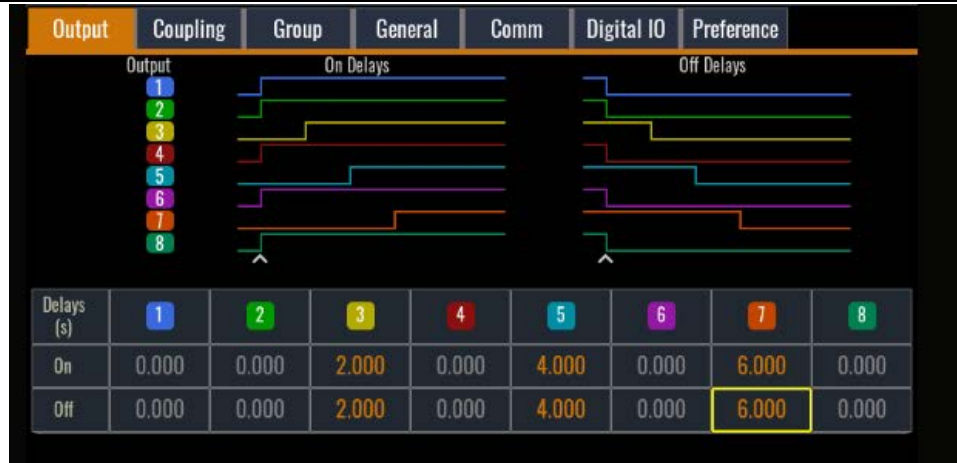 Output Coupling Group General Comm Digital IO Preference
Output On Delays Off Delays
1
2
3
4
5
6
7
8
Delays (s) 1 2 3 4 5 6 7 8
On 0.000 0.000 2.000 0.000 4.000 0.000 6.000 0.000
Off 0.000 0.000 2.000 0.000 4.000 0.000 6.000 0.000